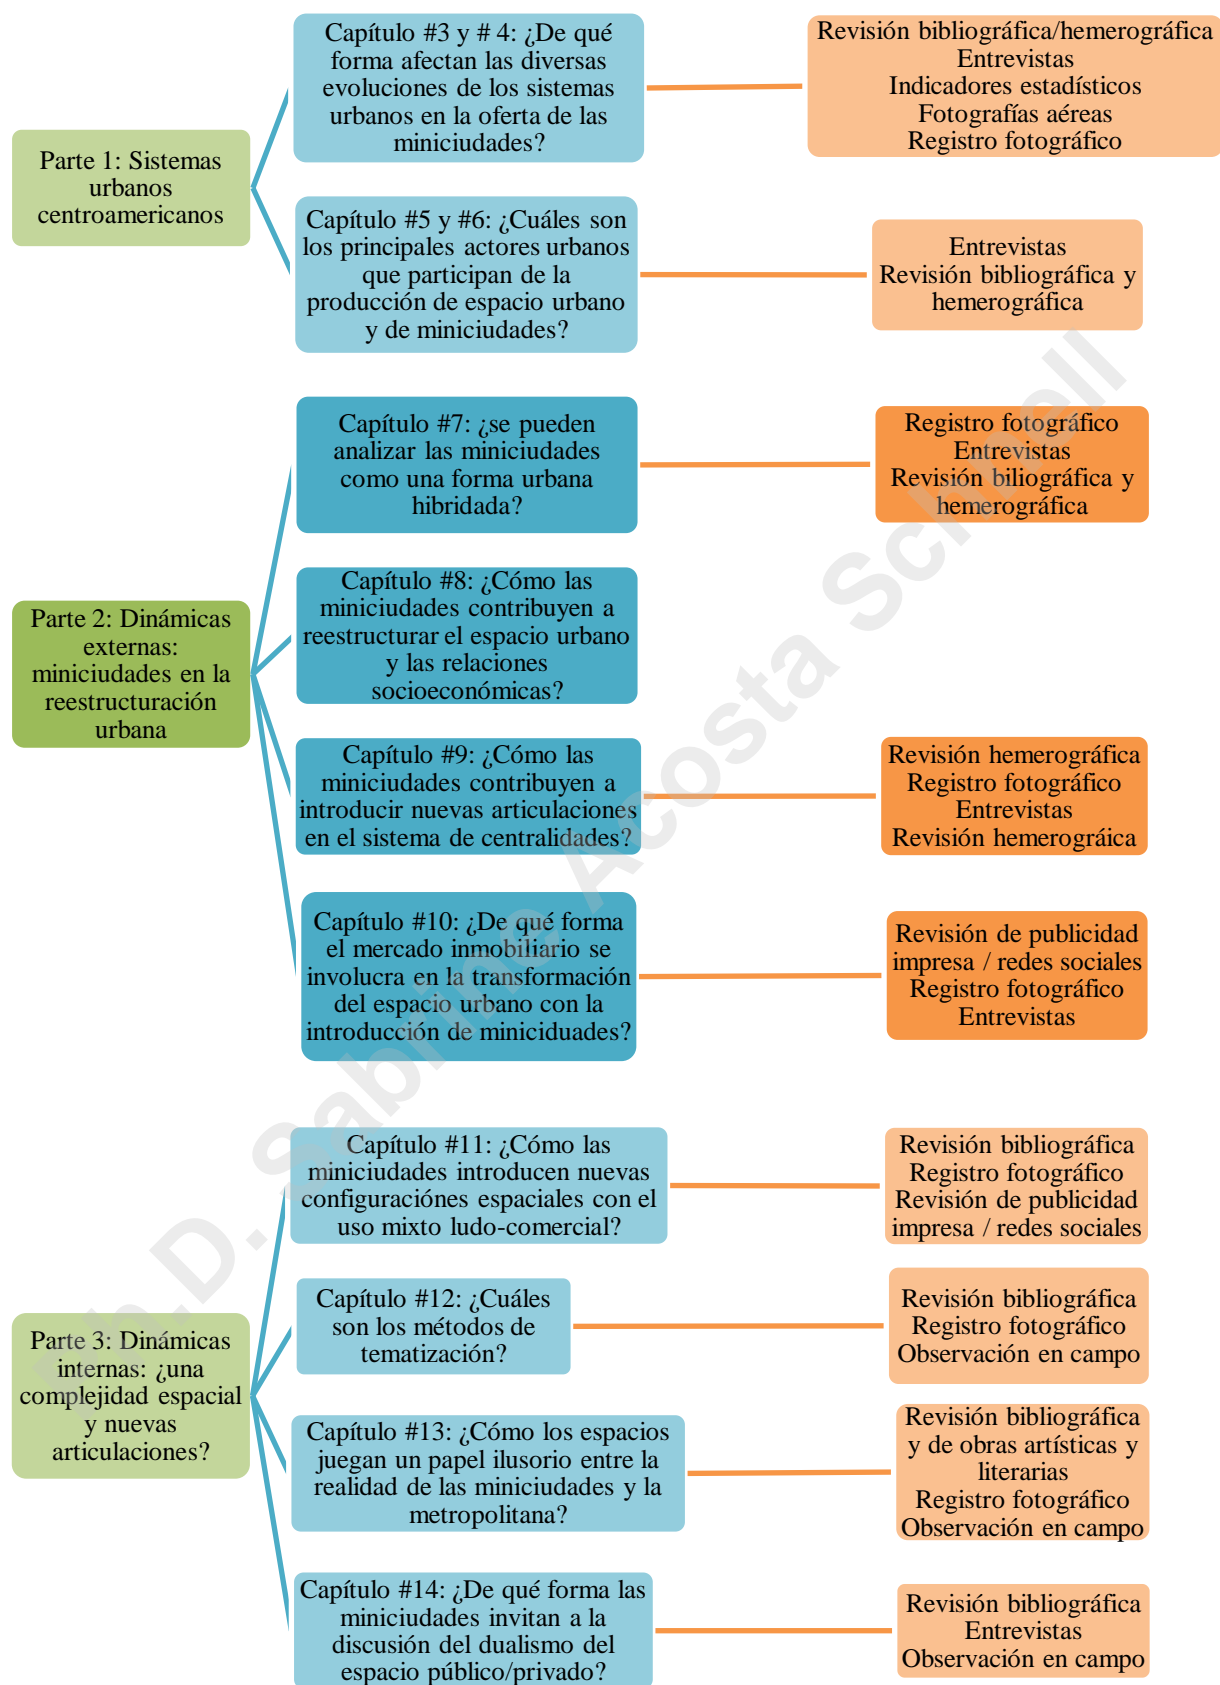 Parte 1: Sistemas
urbanos
centroamericanos
Capítulo #3 y # 4: ¿De qué
forma afectan las diversas
evoluciones de los sistemas
urbanos en la oferta de las
miniciudades?
Revisión bibliográfica/hemerográfica
Entrevistas
Indicadores estadísticos
Fotografías aéreas
Registro fotográfico
Capítulo #5 y #6: ¿Cuáles son
los principales actores urbanos
que participan de la
producción de espacio urbano
y de miniciudades?
Entrevistas
Revisión bibliográfica y
hemerográfica
Parte 2: Dinámicas
externas:
miniciudades en la
reestructuración
urbana
Capítulo #7: ¿se pueden
analizar las miniciudades
como una forma urbana
hibridada?
Registro fotográfico
Entrevistas
Revisión biliográfica y
hemerográfica
Capítulo #8: ¿Cómo las
miniciudades contribuyen a
reestructurar el espacio urbano
y las relaciones
socioeconómicas?
Capítulo #9: ¿Cómo las
miniciudades contribuyen a
introducir nuevas articulaciones
en el sistema de centralidades?
Revisión hemerográfica
Registro fotográfico
Entrevistas
Revisión hemerográica
Capítulo #10: ¿De qué forma
el mercado inmobiliario se
involucra en la transformación
del espacio urbano con la
introducción de miniciduades?
Revisión de publicidad
impresa / redes sociales
Registro fotográfico
Entrevistas
Parte 3: Dinámicas
internas: ¿una
complejidad espacial
y nuevas
articulaciones?
Capítulo #11: ¿Cómo las
miniciudades introducen nuevas
configuraciónes espaciales con el
uso mixto ludo-comercial?
Revisión bibliográfica
Registro fotográfico
Revisión de publicidad
impresa / redes sociales
Capítulo #12: ¿Cuáles
son los métodos de
tematización?
Revisión bibliográfica
Registro fotográfico
Observación en campo
Capítulo #13: ¿Cómo los espacios
juegan un papel ilusorio entre la
realidad de las miniciudades y la
metropolitana?
Revisión bibliográfica
y de obras artísticas y
literarias
Registro fotográfico
Observación en campo
Capítulo #14: ¿De qué forma las
miniciudades invitan a la
discusión del dualismo del
espacio público/privado?
Revisión bibliográfica
Entrevistas
Observación en campo
Ph.D. Sabrine Acosta Schnell